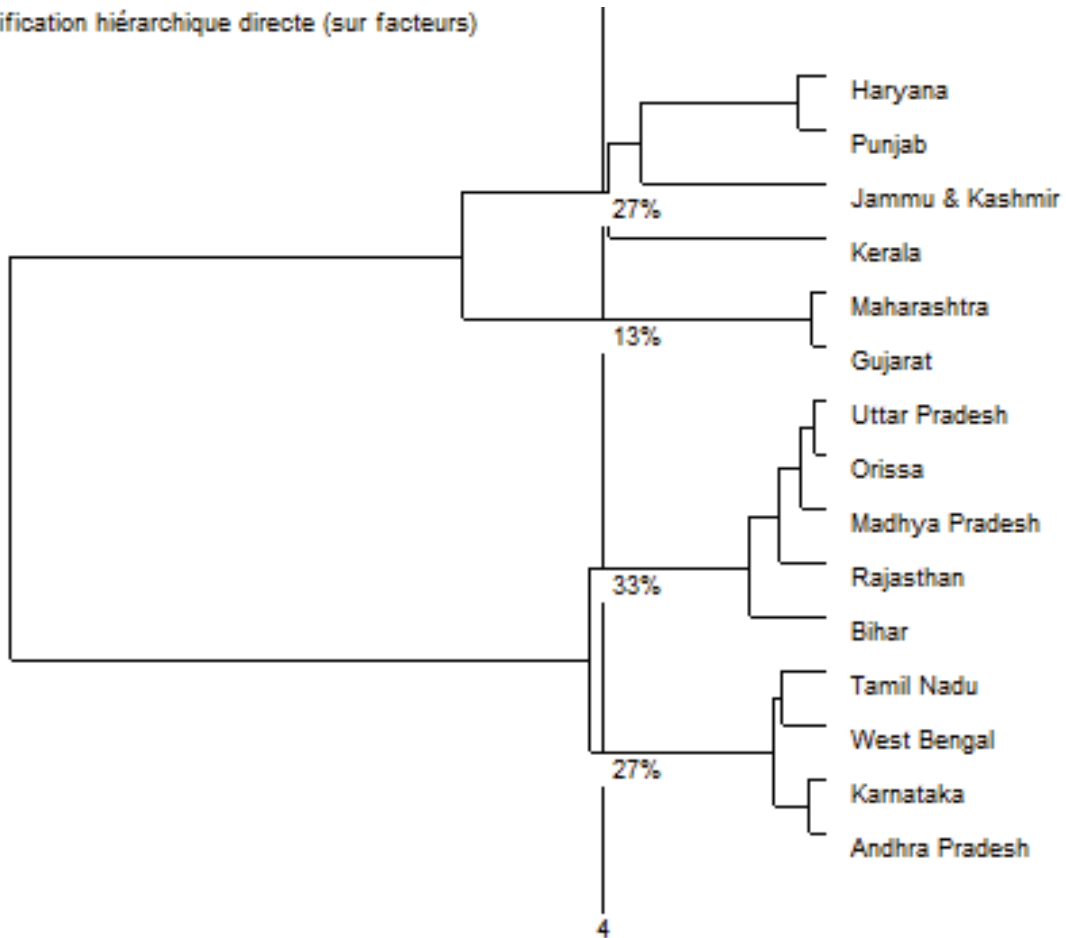 ification hiérarchique directe (sur facteurs)
Haryana
Punjab
Jammu & Kashmir
27%
Kerala
Maharashtra
13%
Gujarat
Uttar Pradesh
Orissa
Madhya Pradesh
Rajasthan
33%
Bihar
Tamil Nadu
West Bengal
27%
Karnataka
Andhra Pradesh
4